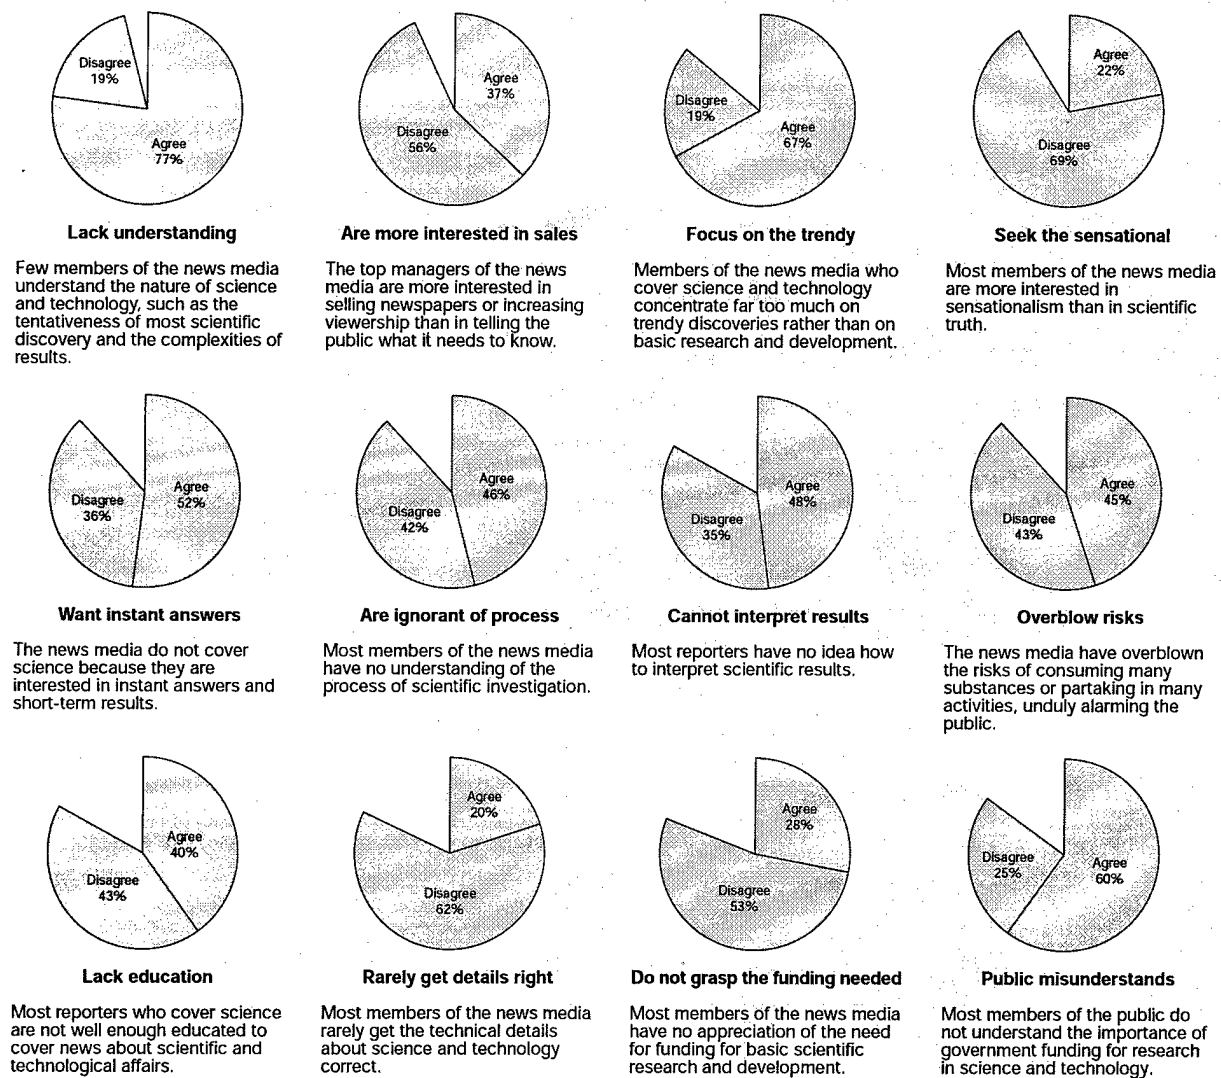 Disagree
19%
Agree
77%
Lack understanding
Few members of the news media
understand the nature of science
and technology, such as the
tentativeness of most scientific
discovery and the complexities of
results.
Agree
37%
Disagree
56%
Are more interested in sales
The top managers of the news
media are more interested in
selling newspapers or increasing
viewership than in telling the
public what it needs to know.
Disagree
19%
Agree
67%
Focus on the trendy
Members of the news media who
cover science and technology
concentrate far too much on
trendy discoveries rather than on
basic research and development.
Agree
22%
Disagree
69%
Seek the sensational
Most members of the news media
are more interested in
sensationalism than in scientific
truth.
Disagree
36%
Agree
52%
Want instant answers
The news media do not cover
science because they are
interested in instant answers and
short-term results.
Agree
46%
Disagree
42%
Are ignorant of process
Most members of the news media
have no understanding of the
process of scientific investigation.
Agree
48%
Disagree
35%
Cannot interpret results
Most reporters have no idea how
to interpret scientific results.
Agree
45%
Disagree
43%
Overblow risks
The news media have overblown
the risks of consuming many
substances or partaking in many
activities, unduly alarming the
public.
Agree
40%
Disagree
43%
Lack education
Most reporters who cover science
are not well enough educated to
cover news about scientific and
technological affairs.
Agree
20%
Disagree
62%
Rarely get details right
Most members of the news media
rarely get the technical details
about science and technology
correct.
Agree
28%
Disagree
53%
Do not grasp the funding needed
Most members of the news media
have no appreciation of the need
for funding for basic scientific
research and development.
Disagree
25%
Agree
60%
Public misunderstands
Most members of the public do
not understand the importance of
government funding for research
in science and technology.